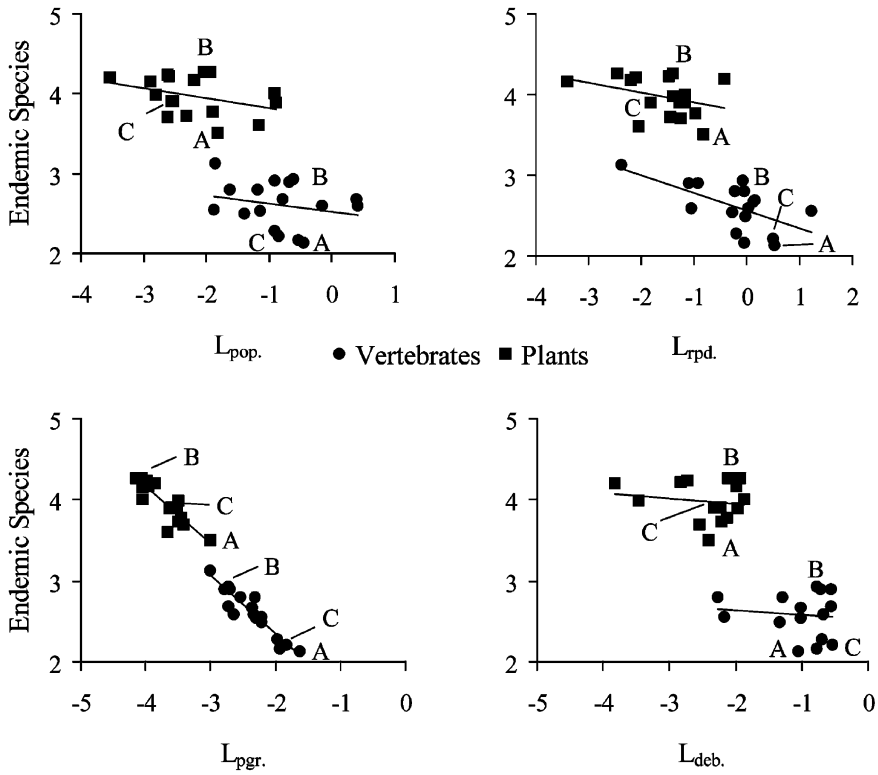 5
4
3
2
Endemic Species
B
C
A
B
C
A
-4 -3 -2 -1 0 1
Lpop.
5
4
3
2
B
C
A
B
C
A
-4 -3 -2 -1 0 1 2
Lrpd.
Vertebrates Plants
5
4
3
2
Endemic Species
B
C
A
B
C
A
-5 -4 -3 -2 -1 0
Lpgr.
5
4
3
2
B
C
A
B
A C
-5 -4 -3 -2 -1 0
Ldeb.